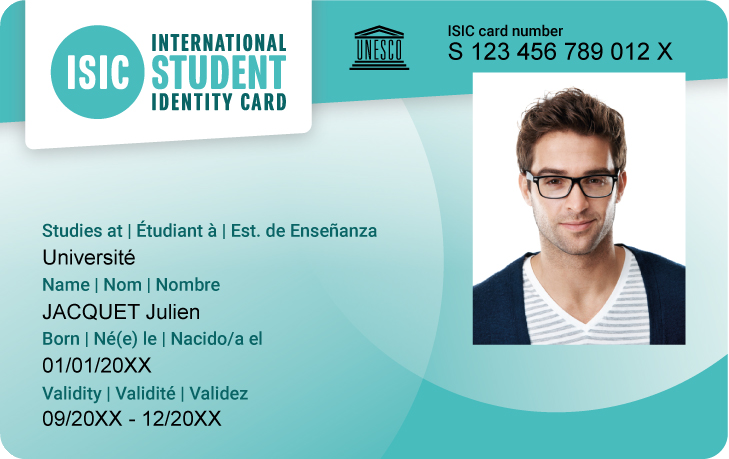 ISIC
INTERNATIONAL
STUDENT
IDENTITY CARD
UNESCO
ISIC card number
S 123 456 789 012 X
Studies at | Étudiant à | Est. de Enseñanza
Université
Name | Nom | Nombre
JACQUET Julien
Born | Né(e) le | Nacido/a el
01/01/20XX
Validity | Validité | Validez
09/20XX - 12/20XX